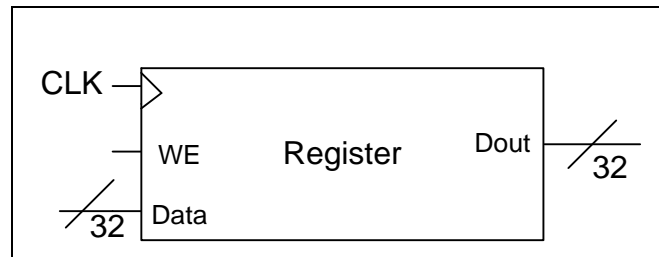 CLK
WE
Register
Dout
32
32
Data